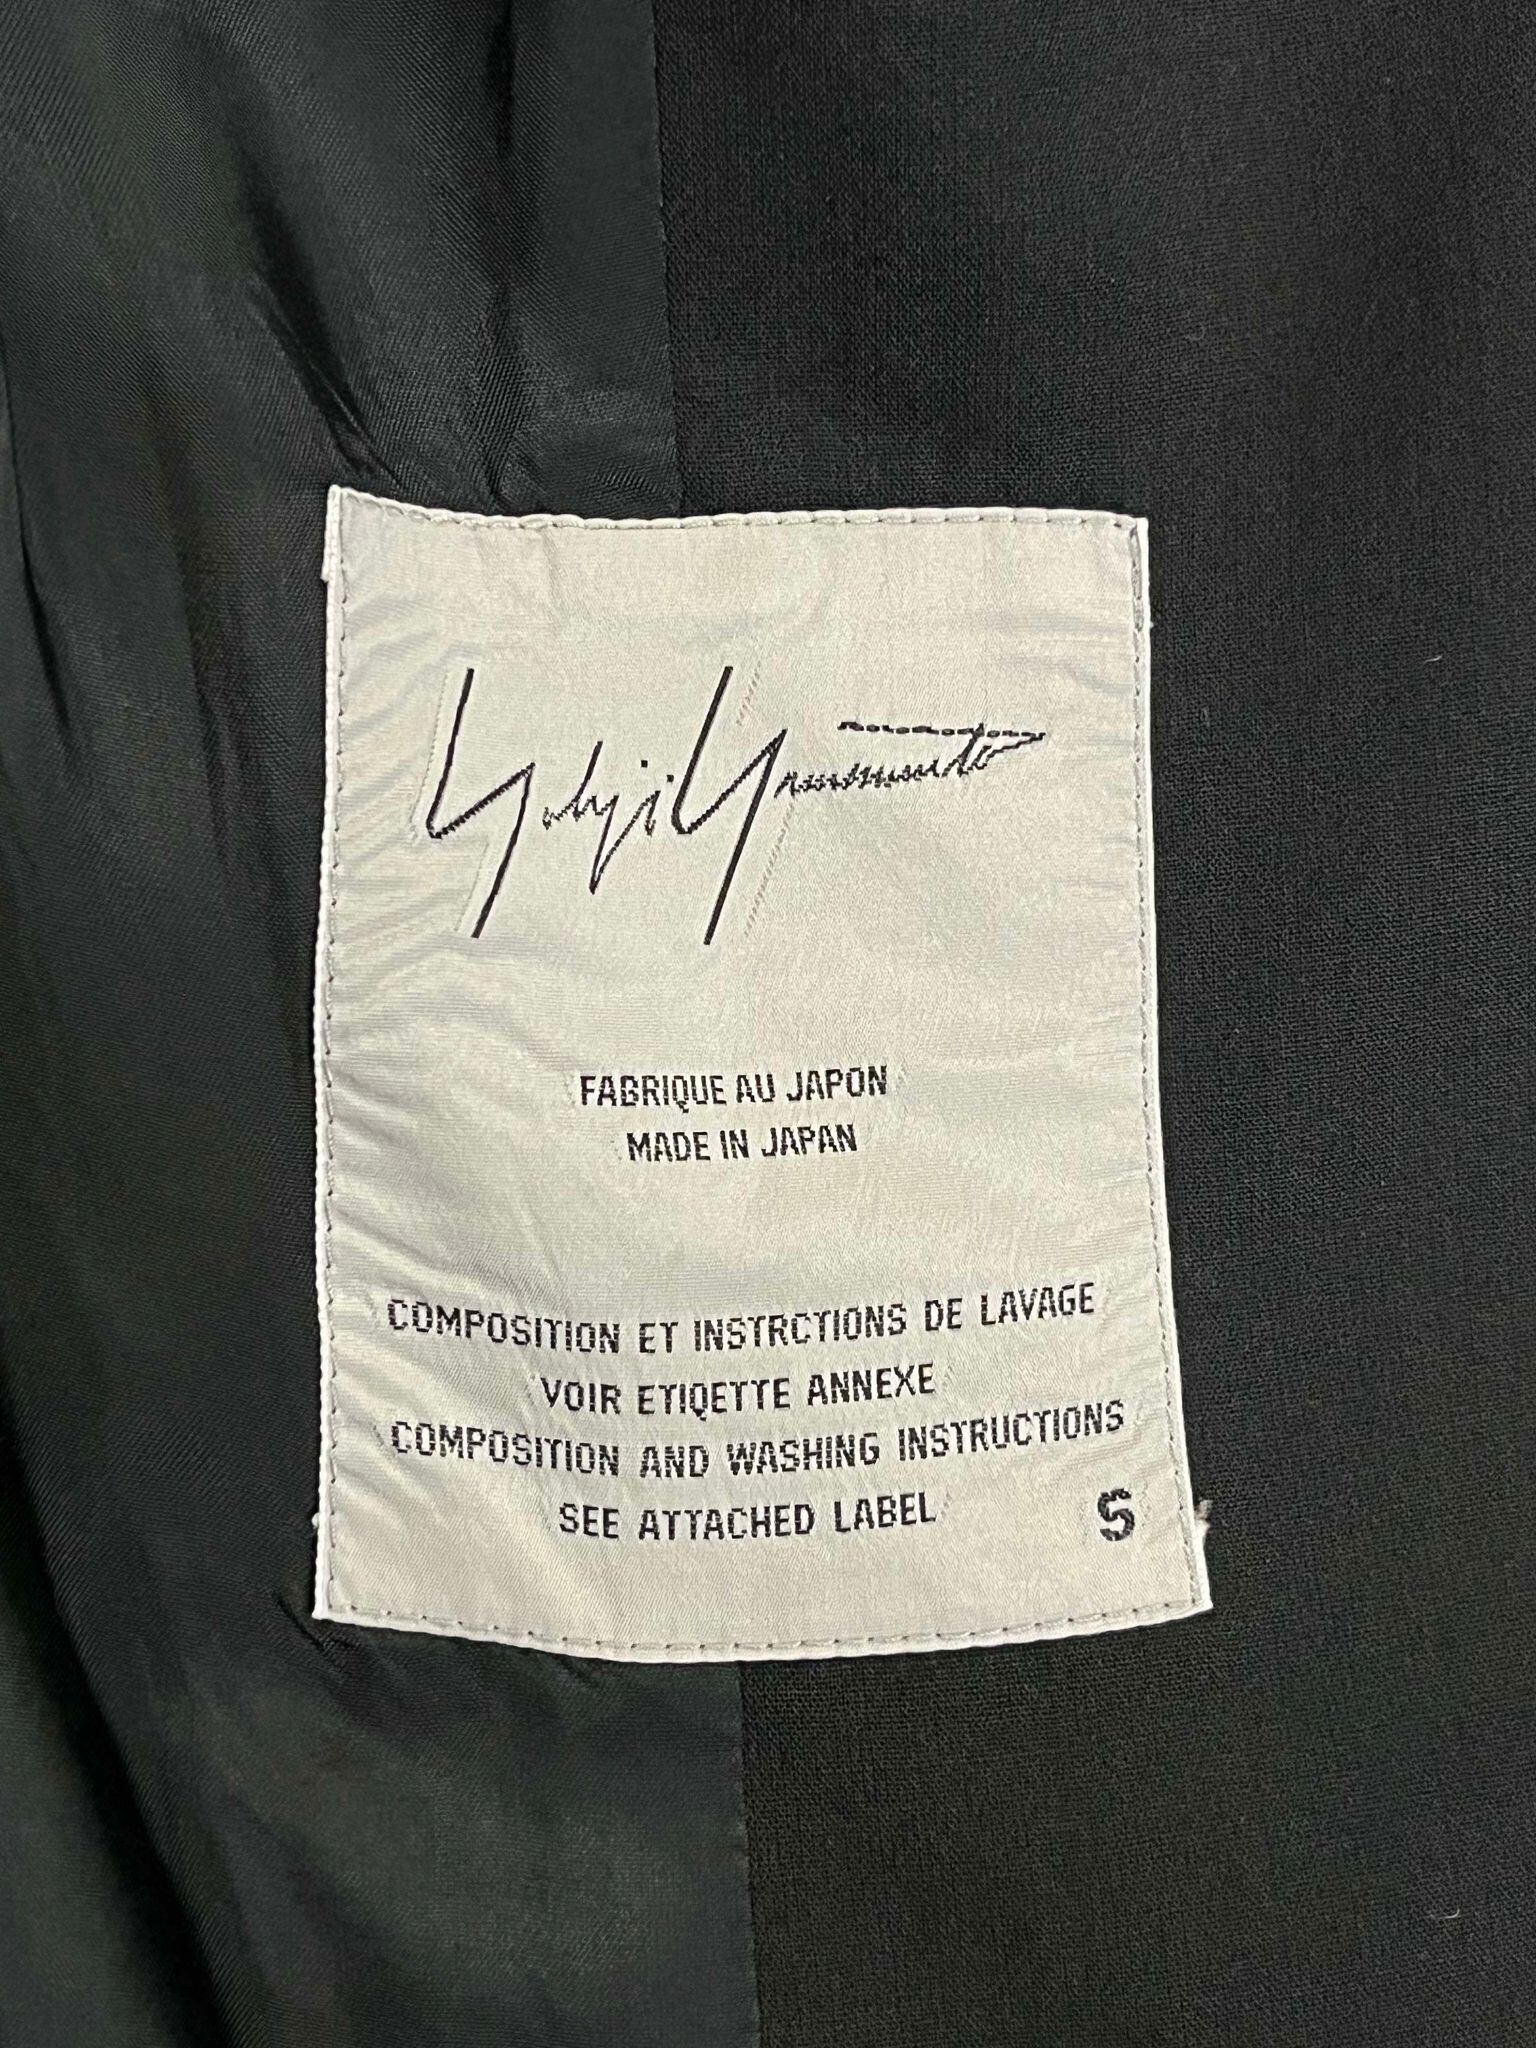 Yohji Yamamoto
FABRIQUE AU JAPON
MADE IN JAPAN
COMPOSITION ET INSTRCTIONS DE LAVAGE
VOIR ETIQETTE ANNEXE
COMPOSITION AND WASHING INSTRUCTIONS
SEE ATTACHED LABEL S